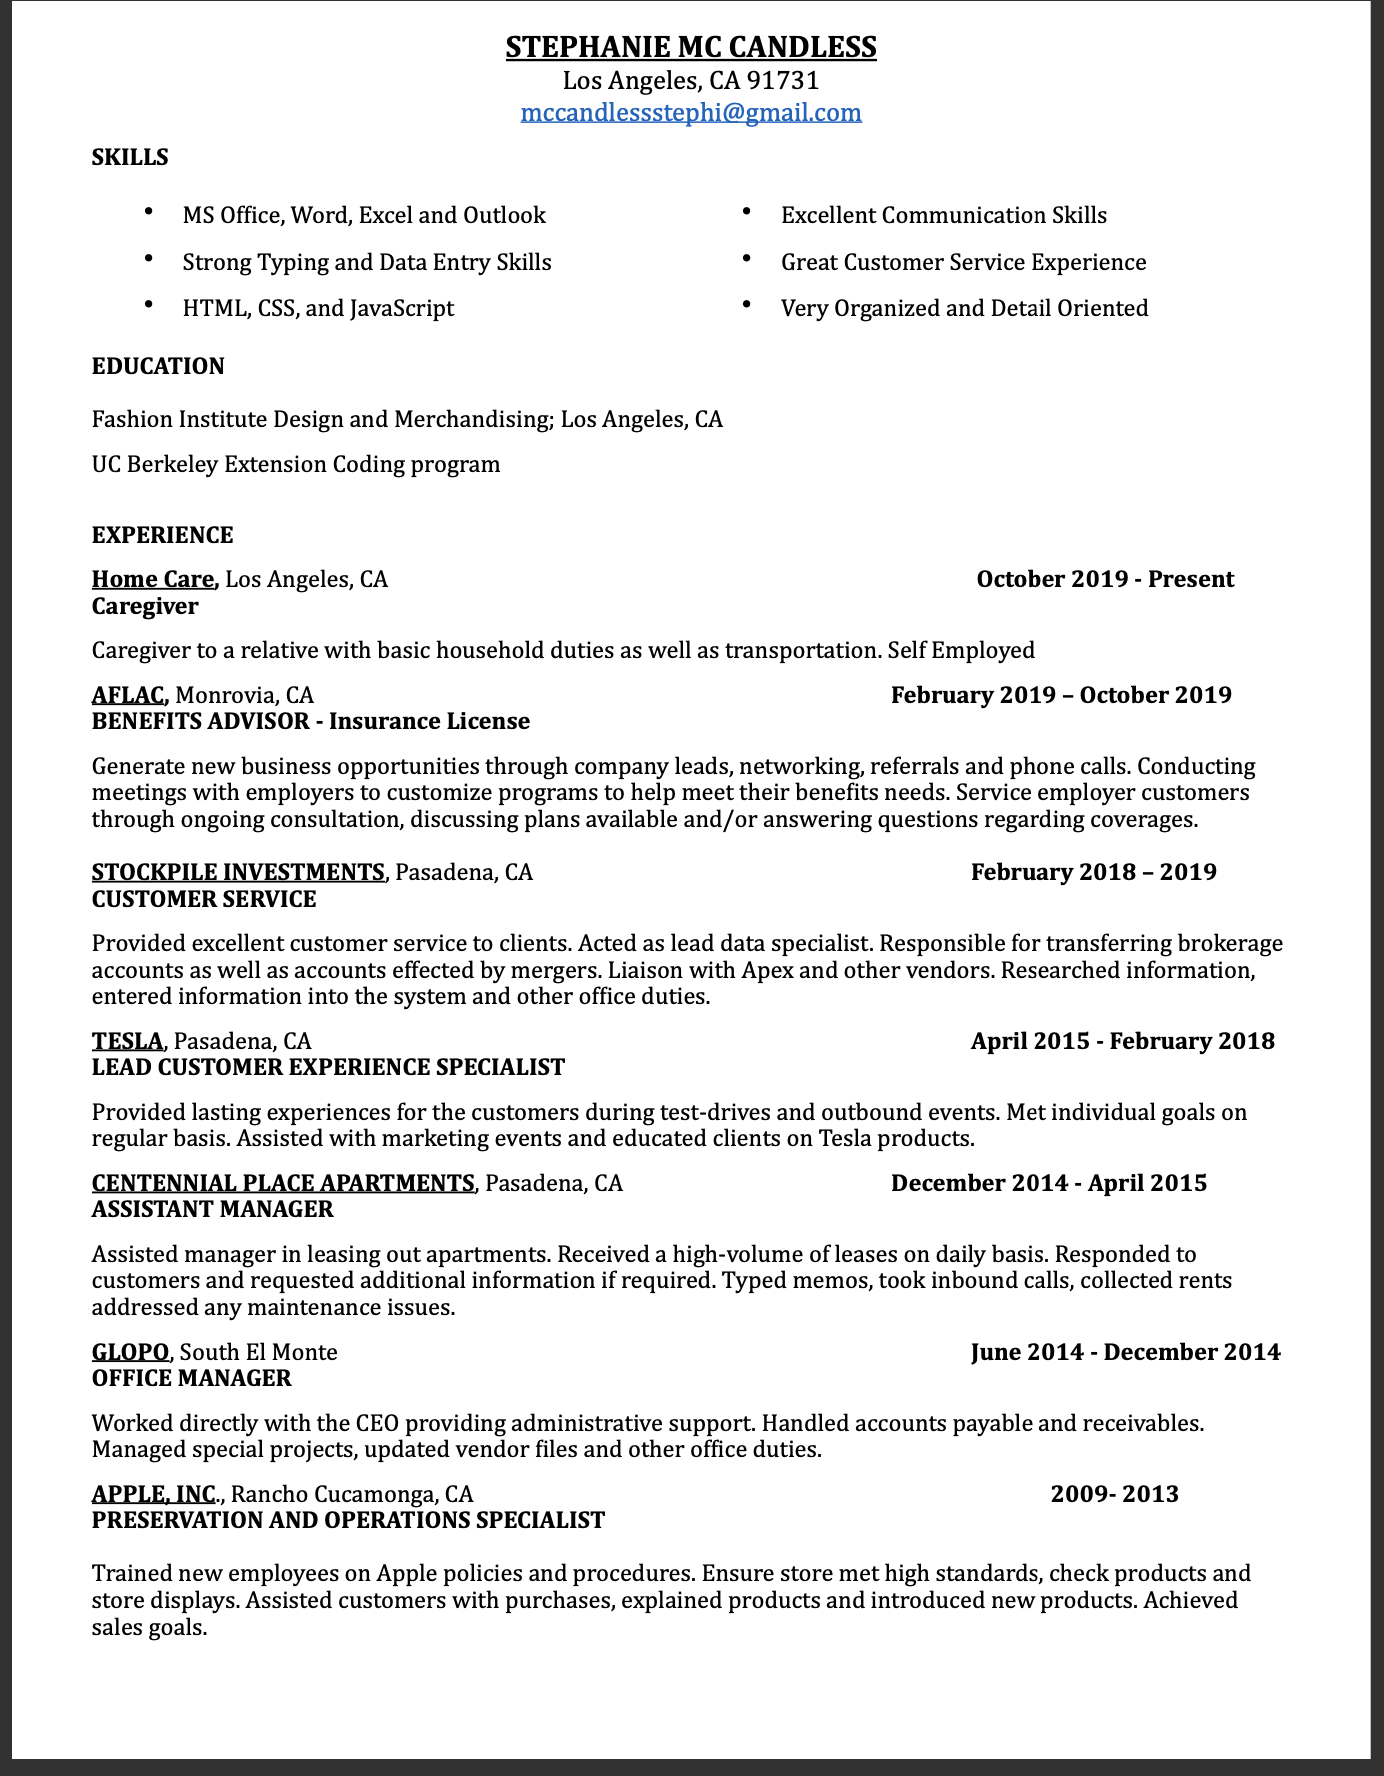 STEPHANIE MC CANDLESS
Los Angeles, CA 91731
mccandlessstephi@gmail.com
SKILLS
• MS Office, Word, Excel and Outlook
• Strong Typing and Data Entry Skills
• HTML, CSS, and JavaScript
• Excellent Communication Skills
• Great Customer Service Experience
• Very Organized and Detail Oriented
EDUCATION
Fashion Institute Design and Merchandising; Los Angeles, CA
UC Berkeley Extension Coding program
EXPERIENCE
Home Care, Los Angeles, CA October 2019 - Present
Caregiver
Caregiver to a relative with basic household duties as well as transportation. Self Employed
AFLAC, Monrovia, CA February 2019 – October 2019
BENEFITS ADVISOR - Insurance License
Generate new business opportunities through company leads, networking, referrals and phone calls. Conducting
meetings with employers to customize programs to help meet their benefits needs. Service employer customers
through ongoing consultation, discussing plans available and/or answering questions regarding coverages.
STOCKPILE INVESTMENTS, Pasadena, CA February 2018 – 2019
CUSTOMER SERVICE
Provided excellent customer service to clients. Acted as lead data specialist. Responsible for transferring brokerage
accounts as well as accounts effected by mergers. Liaison with Apex and other vendors. Researched information,
entered information into the system and other office duties.
TESLA, Pasadena, CA April 2015 - February 2018
LEAD CUSTOMER EXPERIENCE SPECIALIST
Provided lasting experiences for the customers during test-drives and outbound events. Met individual goals on
regular basis. Assisted with marketing events and educated clients on Tesla products.
CENTENNIAL PLACE APARTMENTS, Pasadena, CA December 2014 - April 2015
ASSISTANT MANAGER
Assisted manager in leasing out apartments. Received a high-volume of leases on daily basis. Responded to
customers and requested additional information if required. Typed memos, took inbound calls, collected rents
addressed any maintenance issues.
GLOPO, South El Monte June 2014 - December 2014
OFFICE MANAGER
Worked directly with the CEO providing administrative support. Handled accounts payable and receivables.
Managed special projects, updated vendor files and other office duties.
APPLE, INC., Rancho Cucamonga, CA 2009- 2013
PRESERVATION AND OPERATIONS SPECIALIST
Trained new employees on Apple policies and procedures. Ensure store met high standards, check products and
store displays. Assisted customers with purchases, explained products and introduced new products. Achieved
sales goals.